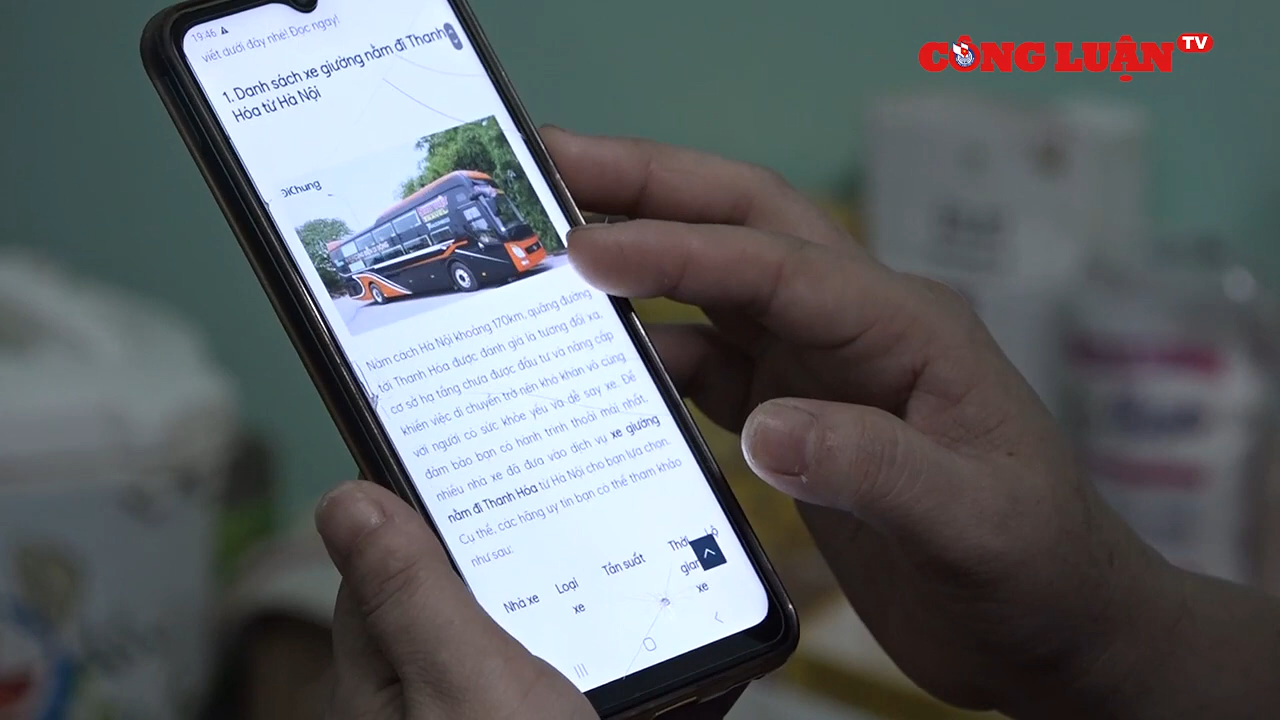 CÔNG LUẬN TV
19:46
viết dưới đây nhé! Đọc ngay!
1. Danh sách xe giường nằm đi Thanh
Hóa từ Hà Nội
DiChung
Nằm cách Hà Nội khoảng 170km, quãng đường
tới Thanh Hóa được đánh giá là tương đối xa,
cơ sở hạ tầng chưa được đầu tư và nâng cấp
khiến việc di chuyển trở nên khó khăn vô cùng
với người có sức khỏe yếu và dễ say xe. Để
đảm bảo bạn có hành trình thoải mái nhất,
nhiều nhà xe đã đưa vào dịch vụ xe giường
nằm đi Thanh Hóa từ Hà Nội cho bạn lựa chọn.
Cụ thể, các hãng uy tín bạn có thể tham khảo
như sau:
Nhà xe
Loại
xe
Tần suất
Thời
gian
xe
Lộ